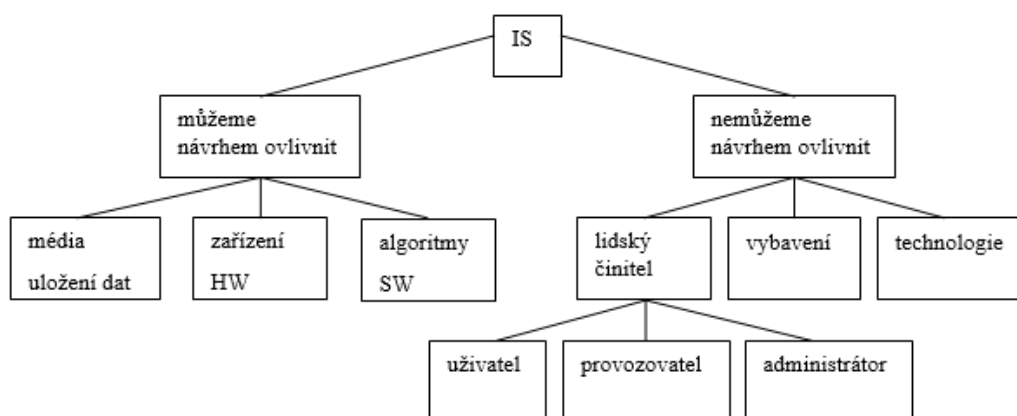 IS
můžeme
návrhem ovlivnit
nemůžeme
návrhem ovlivnit
média
uložení dat
zařízení
HW
algoritmy
SW
lidský
činitel
vybavení
technologie
uživatel
provozovatel
administrátor